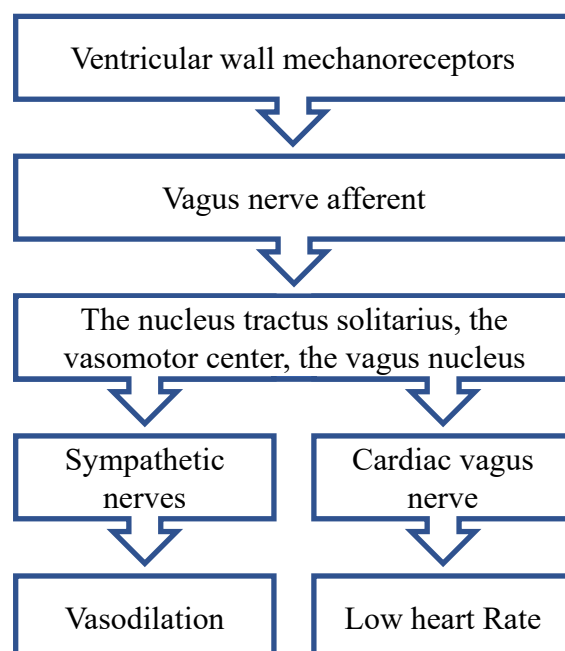 Ventricular wall mechanoreceptors
Vagus nerve afferent
The nucleus tractus solitarius, the
vasomotor center, the vagus nucleus
Sympathetic
nerves
Cardiac vagus
nerve
Vasodilation
Low heart Rate